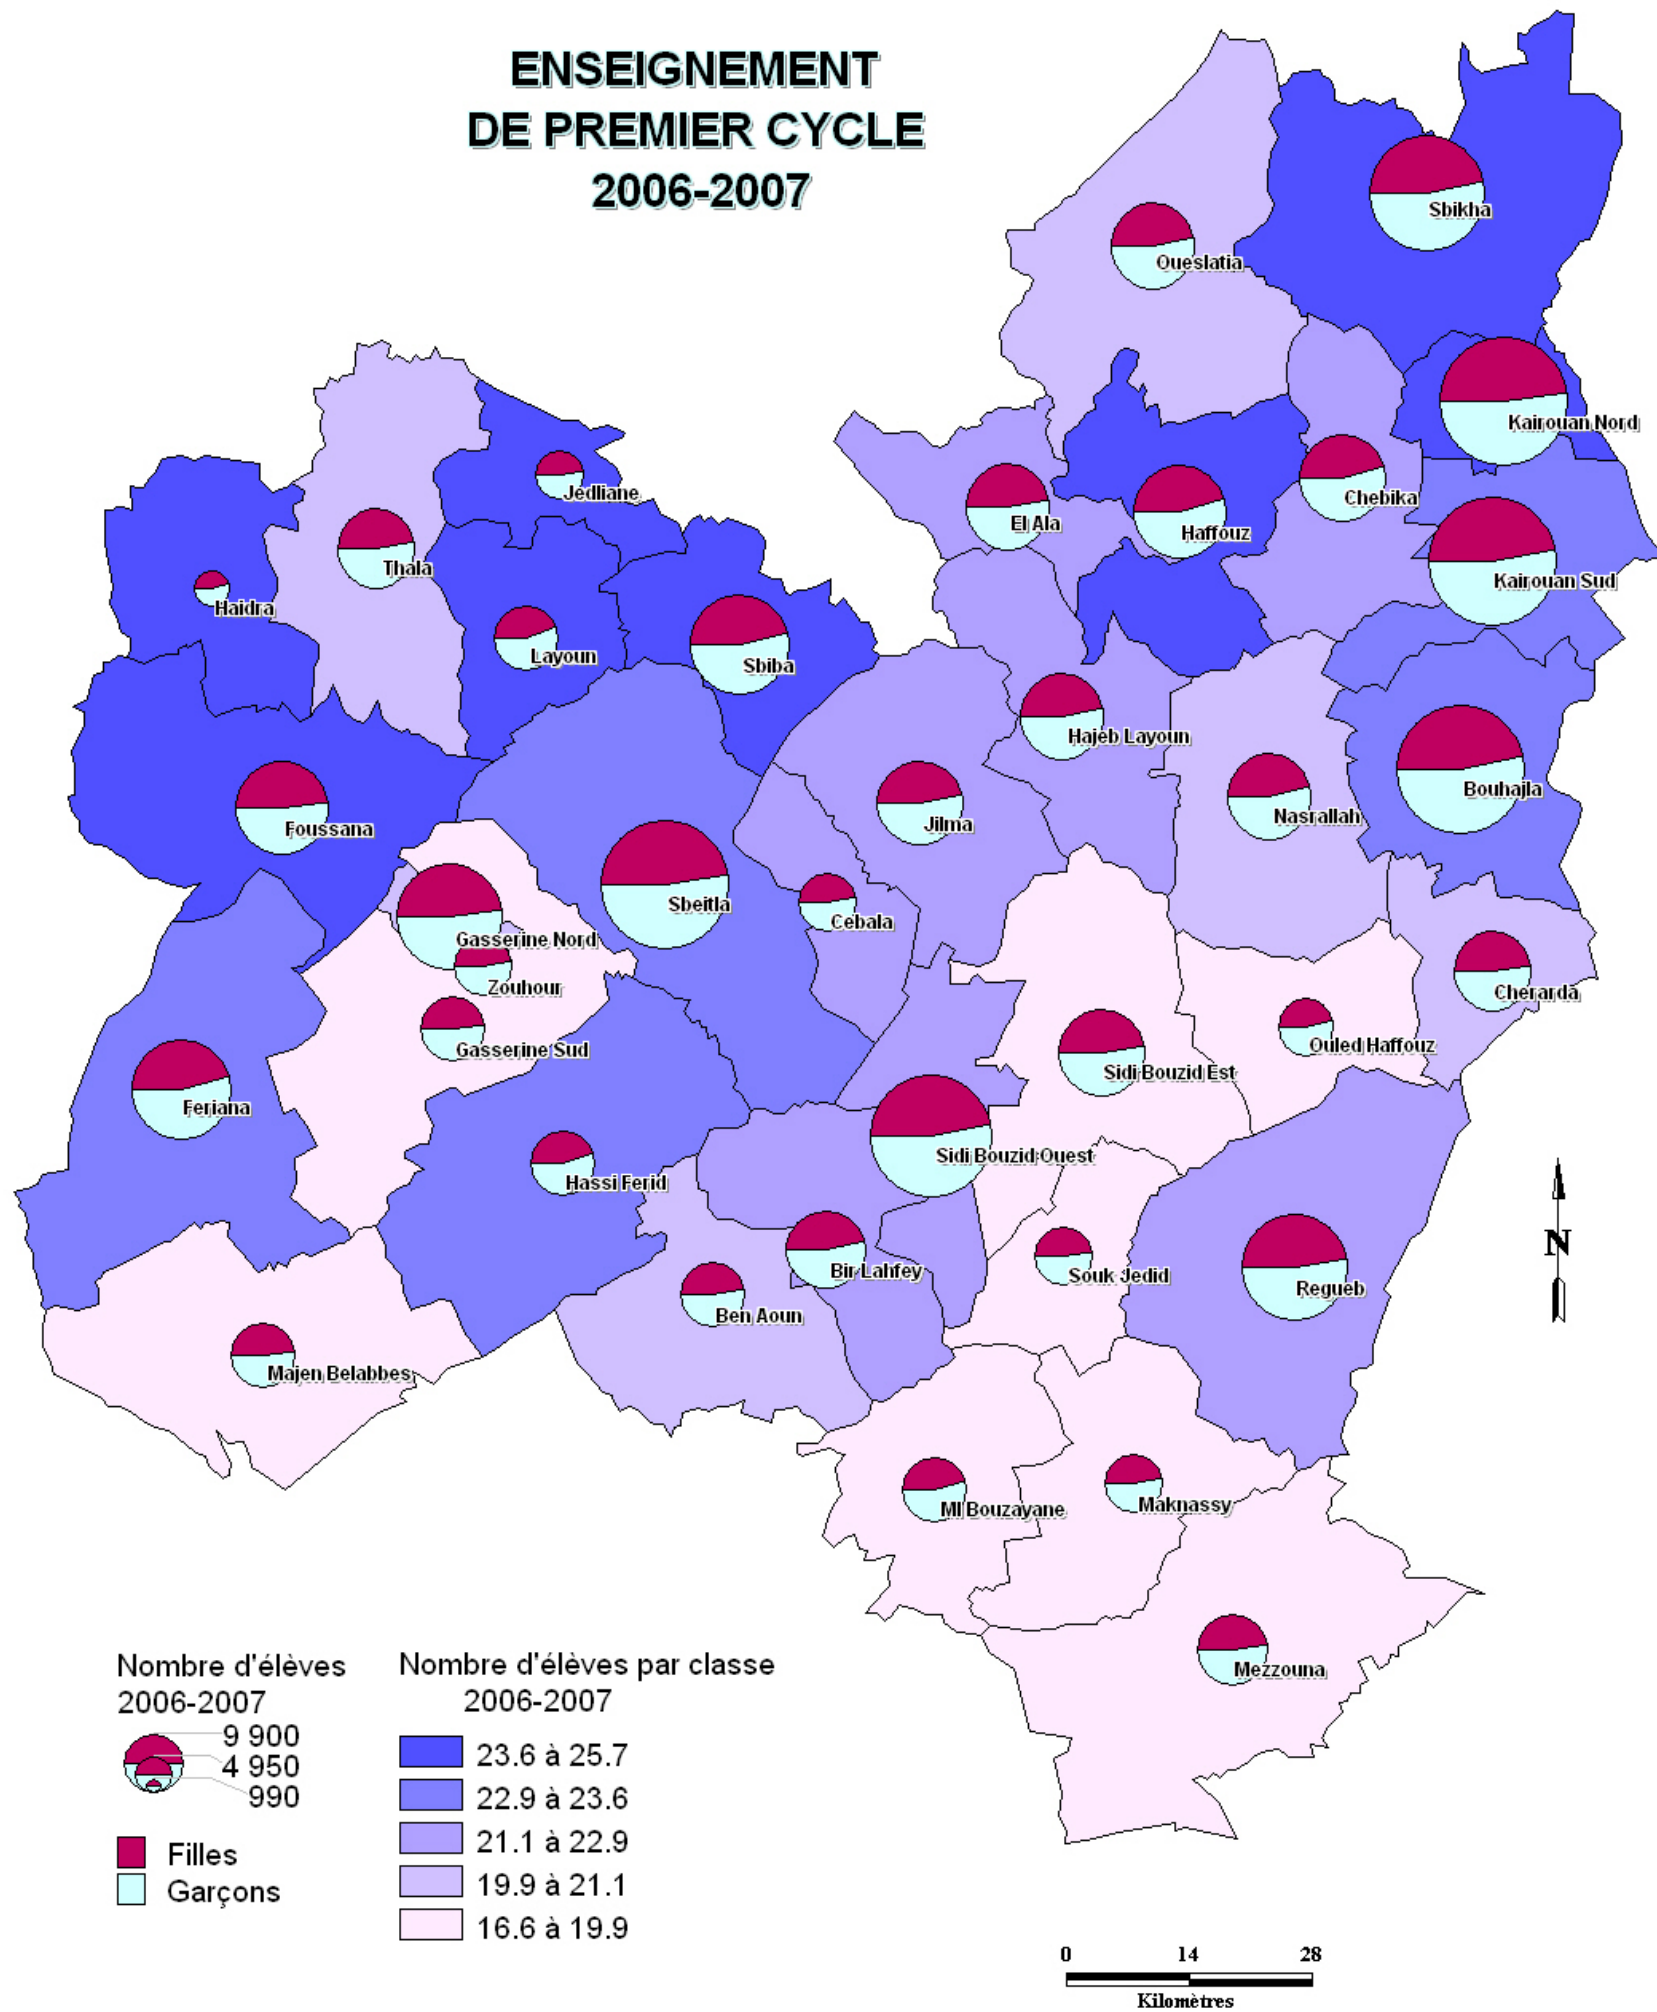 ENSEIGNEMENT
DE PREMIER CYCLE
2006-2007
Sbikha
Oueslatia
Kairouan Nord
Jedliane
Chebika
El Ala
Haffouz
Thala
Kairouan Sud
Haidra
Layoun
Sbiba
Hajeb Layoun
Bouhajla
Nasrallah
Jilma
Foussana
Sbeitla
Cebala
Gasserine Nord
Zouhour
Cherarda
Gasserine Sud
Ouled Haffouz
Sidi Bouzid Est
Feriana
Sidi Bouzid Ouest
Hassi Ferid
Bir Lahfey
Souk Jedid
Regueb
Ben Aoun
Majen Belabbes
Ml Bouzayane
Maknassy
Mezzouna
N
Nombre d'élèves
2006-2007
9 900
4 950
990
Filles
Garçons
Nombre d'élèves par classe
2006-2007
23.6 à 25.7
22.9 à 23.6
21.1 à 22.9
19.9 à 21.1
16.6 à 19.9
0 14 28
Kilomètres